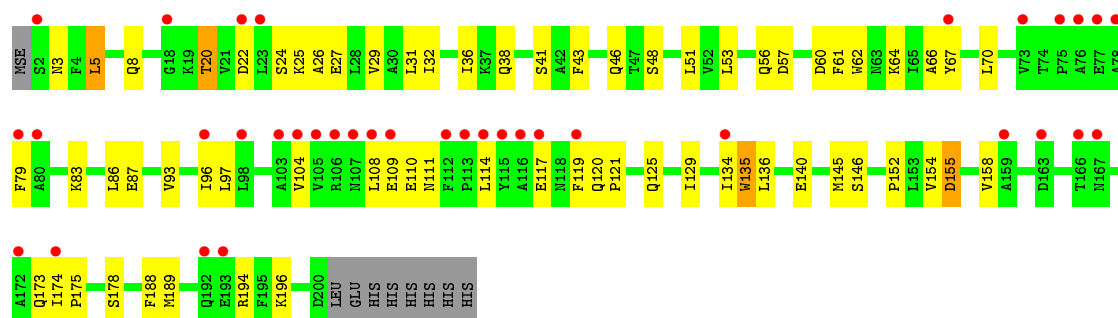 MSE S2 N3 F4 L5 Q8 G18 K19 T20 V21 D22 L23 S24 K25 A26 E27 L28 V29 A30 L31 I32 I36 K37 Q38 S41 A42 F43 Q46 T47 S48 L51 V52 L53 Q56 D57 D60 F61 W62 N63 K64 I65 A66 Y67 L70 V73 T74 P75 A76 E77 A78
F79 A80 K83 L86 E87 V93 I96 L97 L98 A103 V104 V105 R106 N107 L108 E109 E110 N111 F112 P113 L114 Y115 A116 E117 N118 F119 Q120 P121 Q125 I129 I134 W135 L136 E140 M145 S146 P152 L153 V154 D155 V158 A159 D163 T166 N167
A172 Q173 I174 P175 S178 F188 M189 Q192 E193 R194 F195 K196 D200 LEU GLU HIS HIS HIS HIS HIS HIS